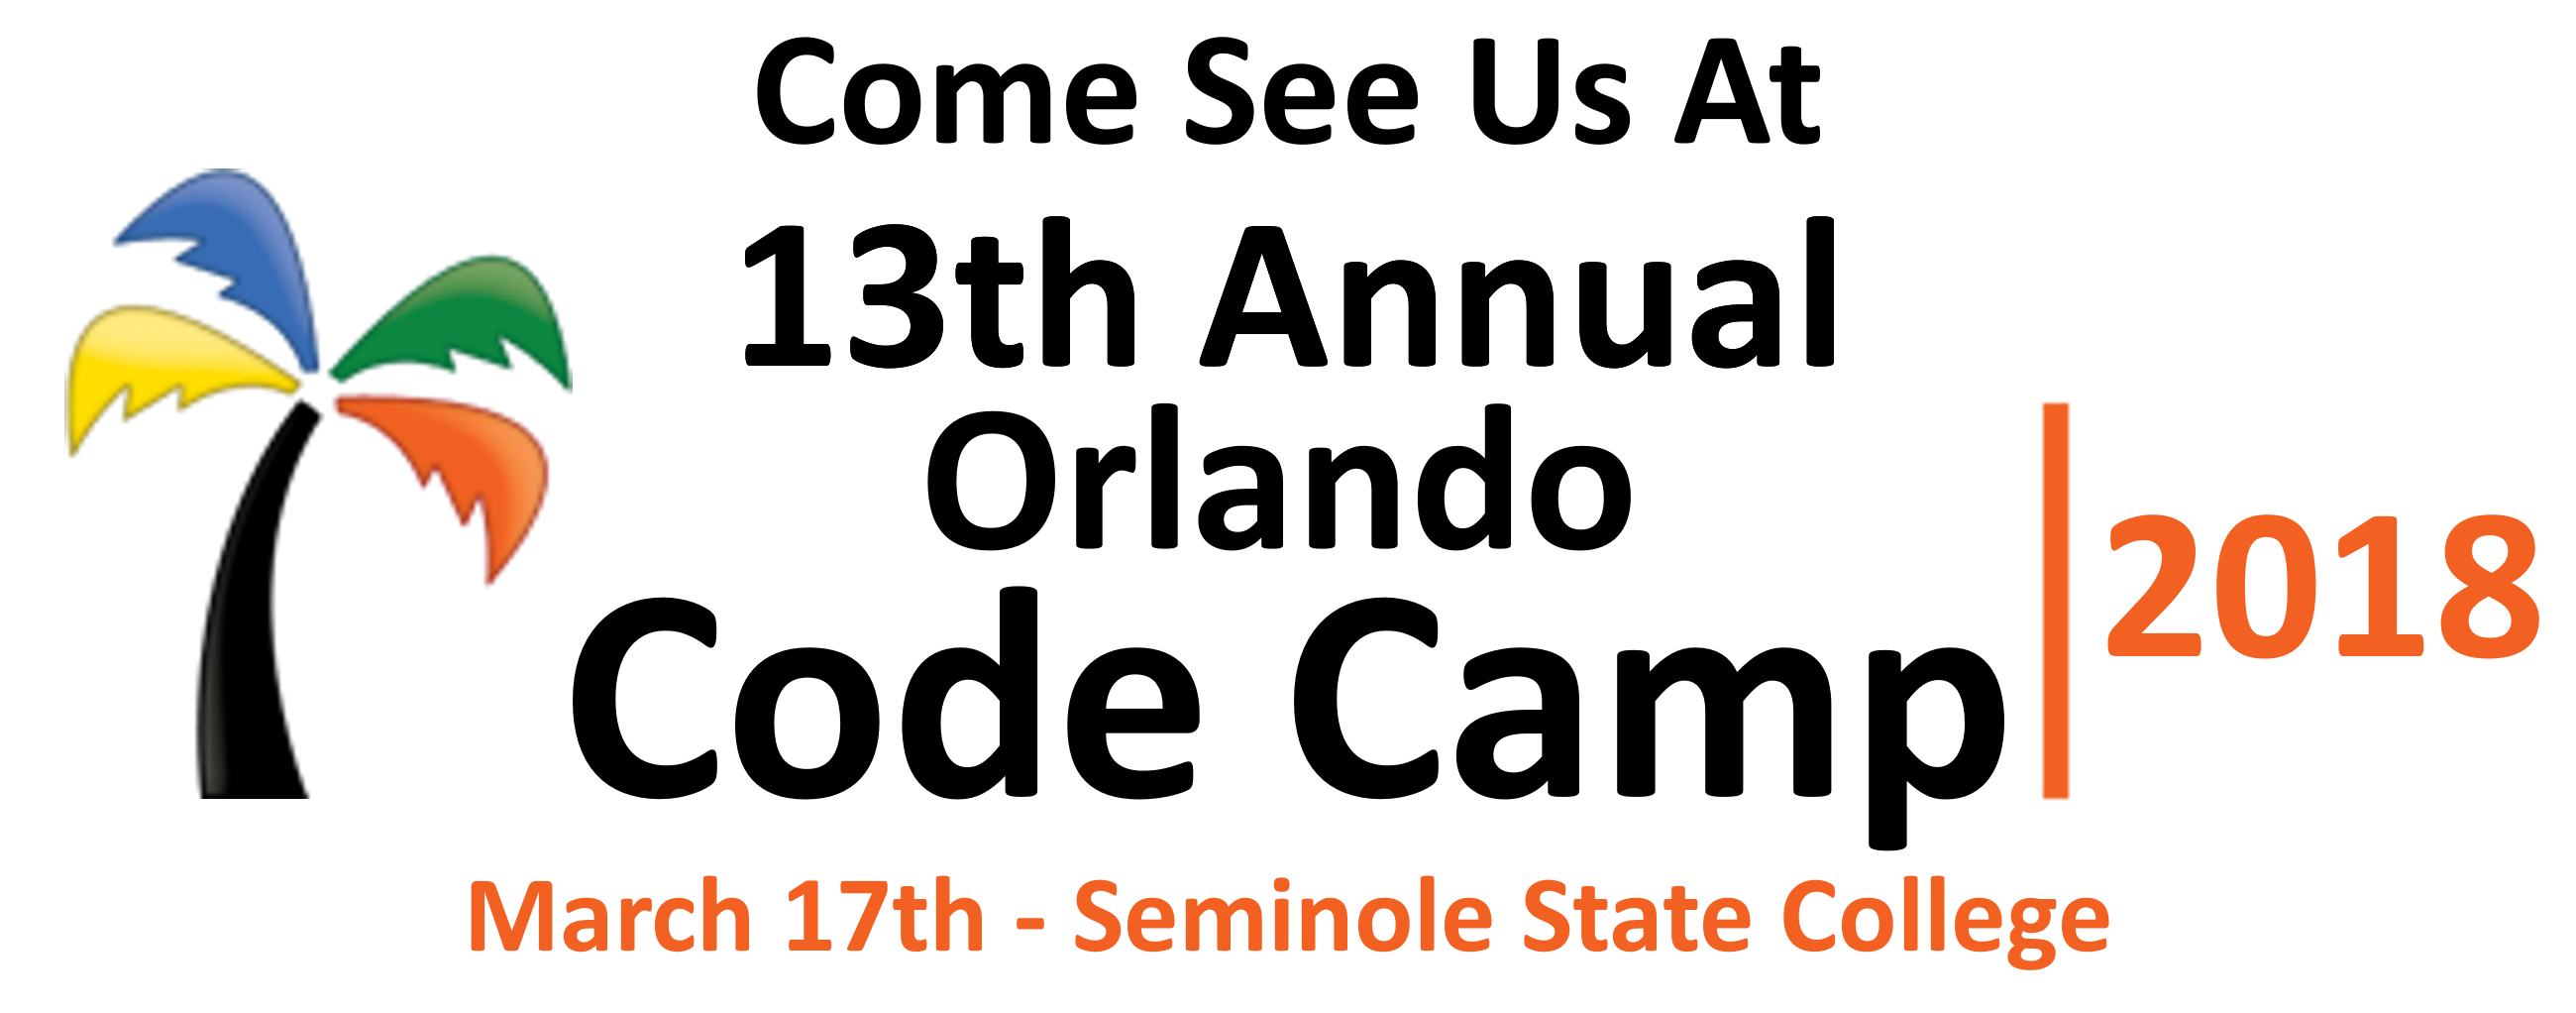 Come See Us At
13th Annual
Orlando
Code Camp
2018
March 17th - Seminole State College